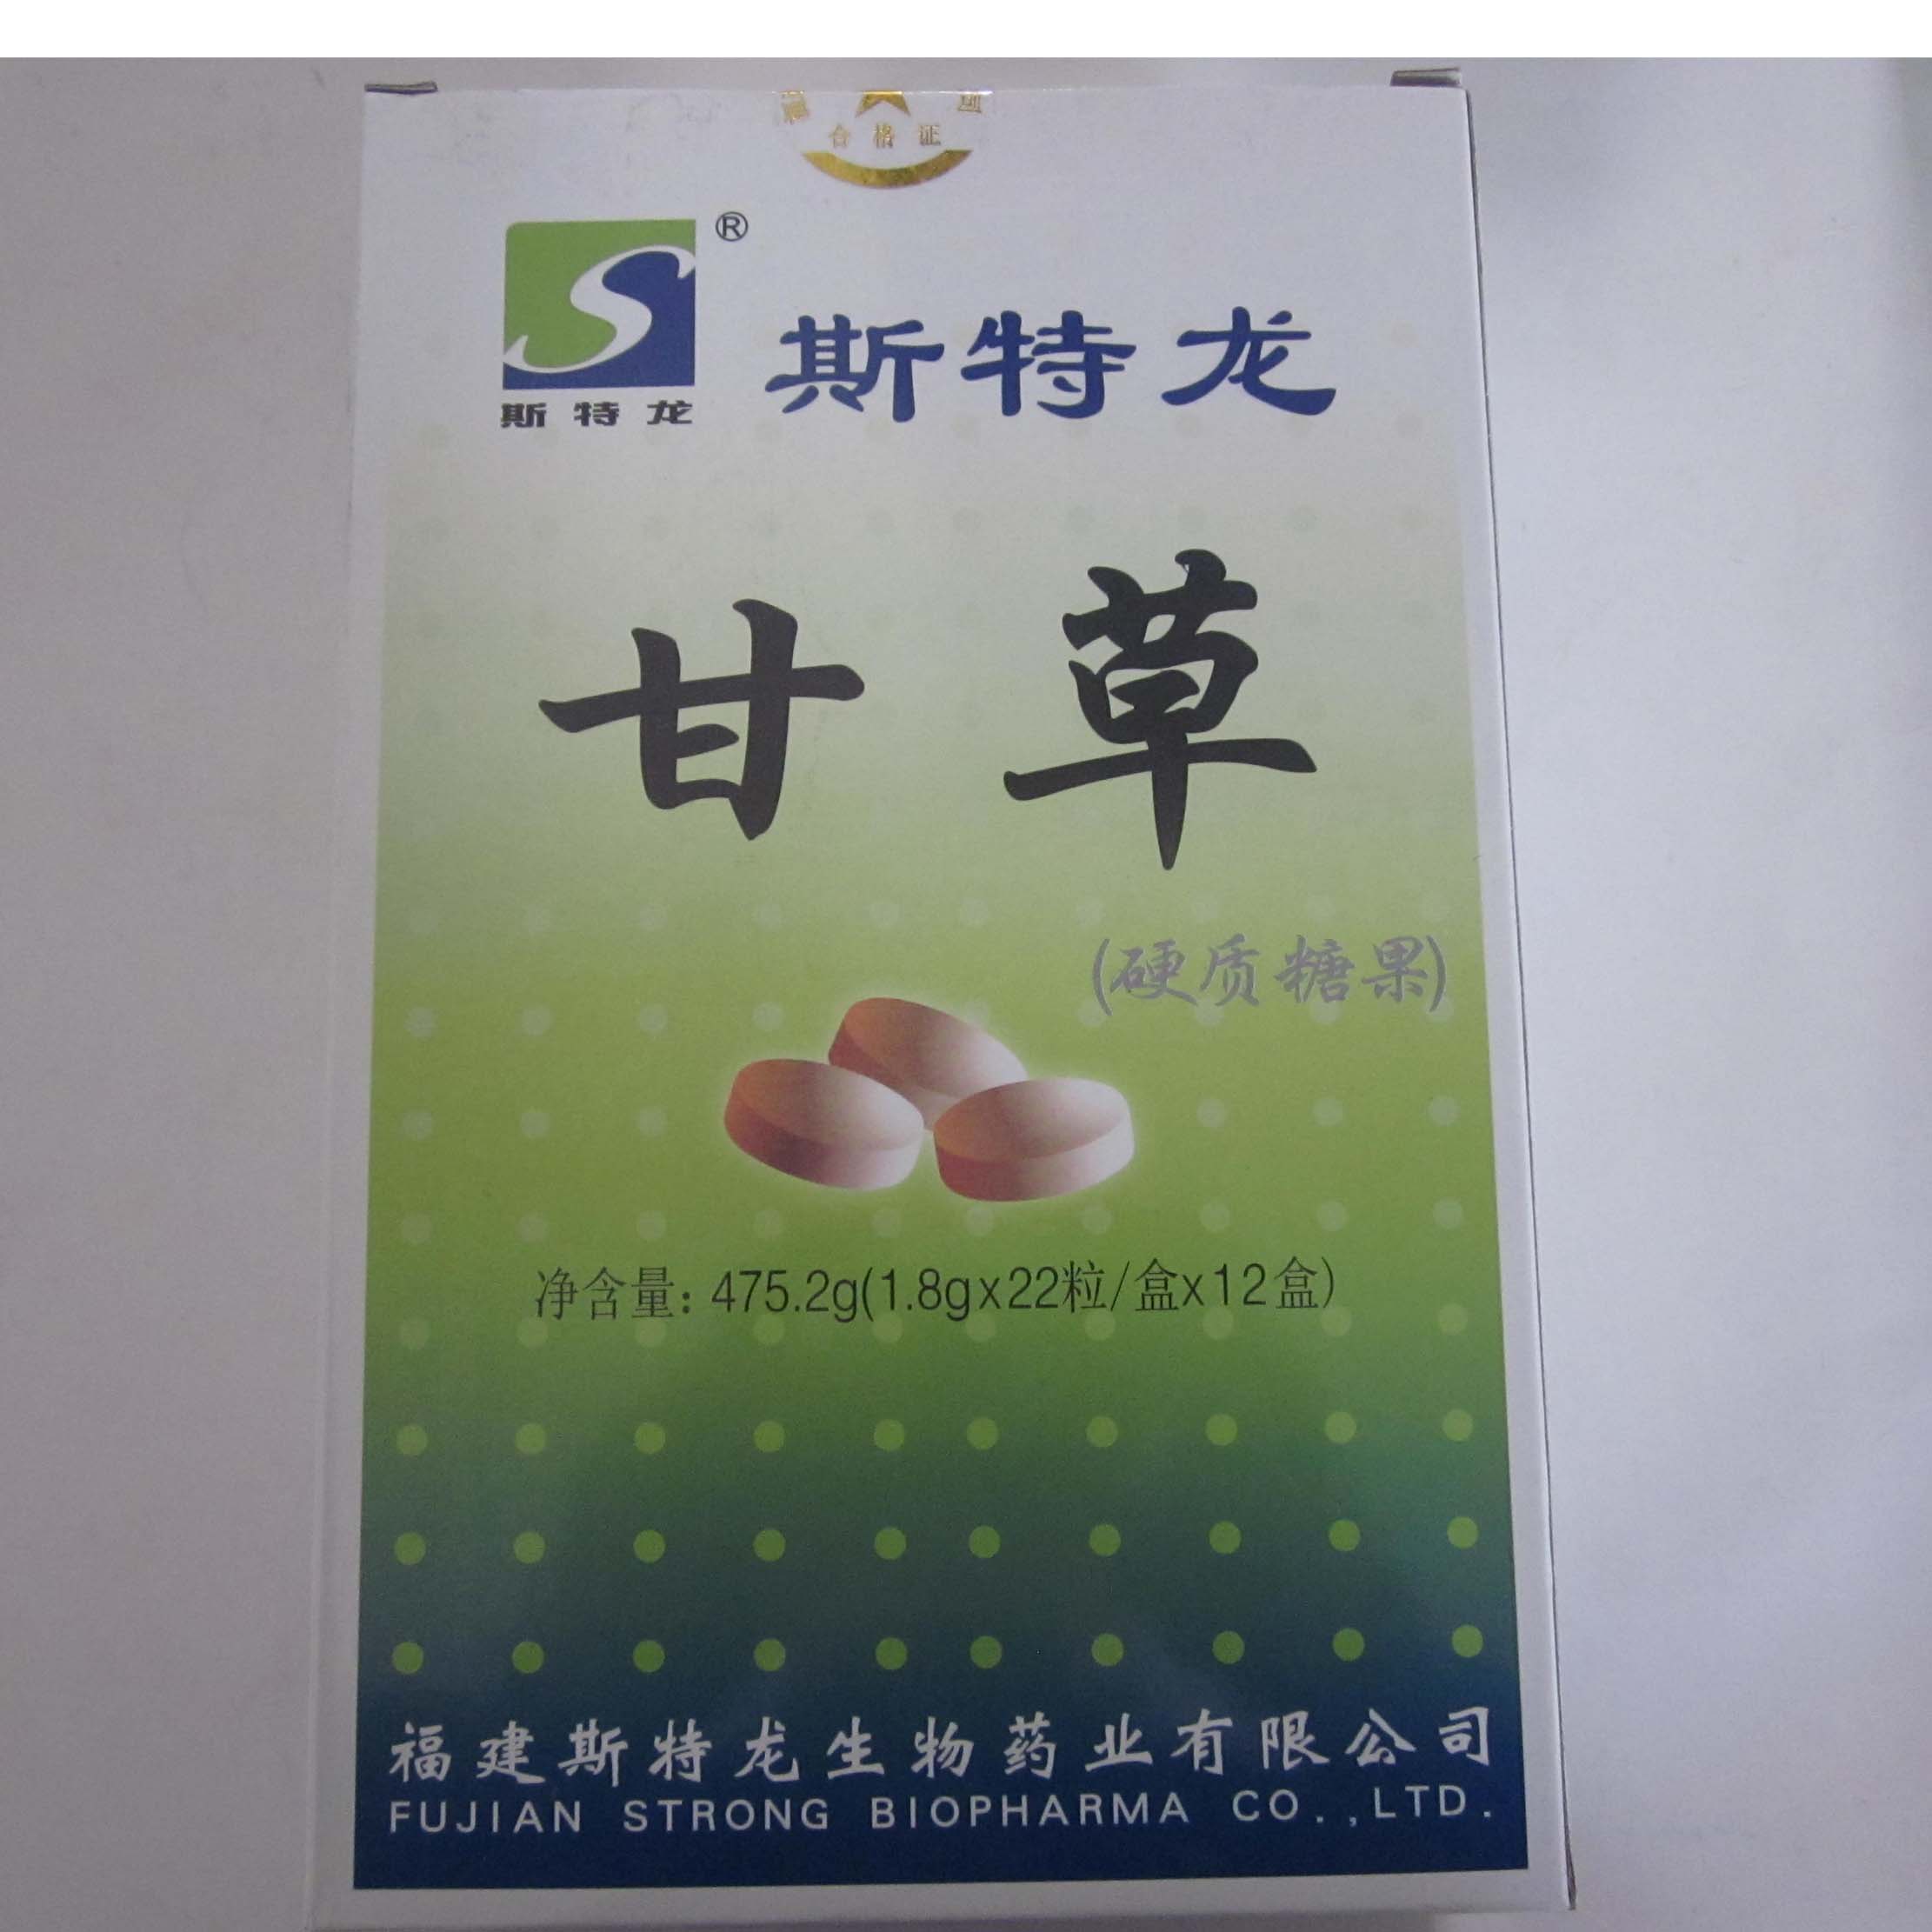 合格证
®
斯特龙
斯特龙
甘草
(硬质糖果)
净含量: 475.2g(1.8gx22粒/盒x12盒)
福建斯特龙生物药业有限公司
FUJIAN STRONG BIOPHARMA CO.,LTD.